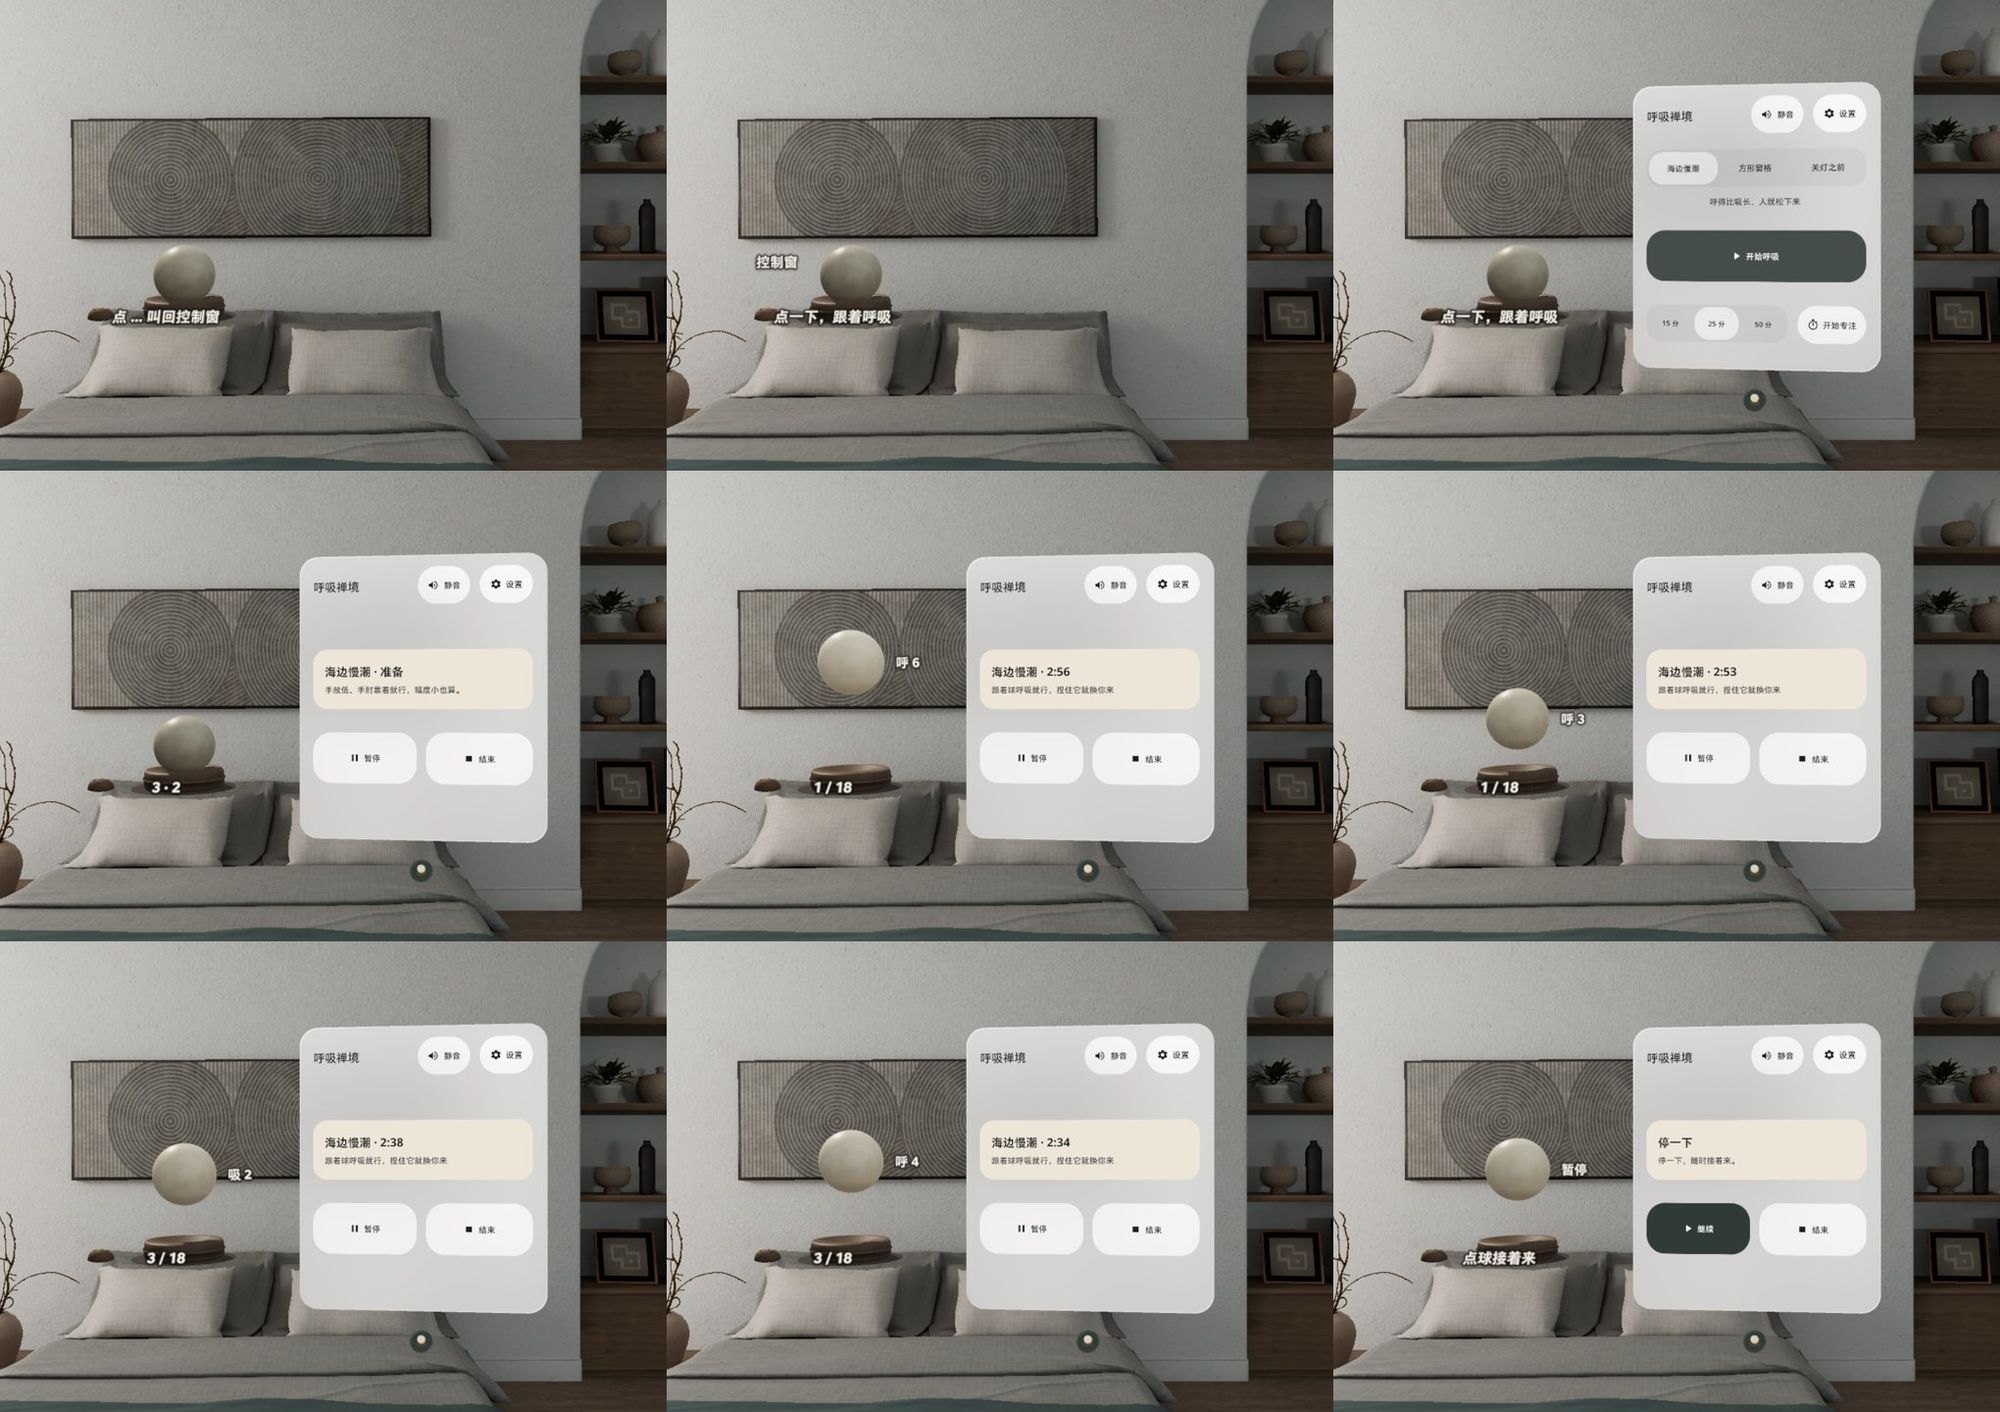 点 ... 叫回控制窗
控制窗
点一下，跟着呼吸
呼吸禅境
静音
设置
海边慢潮
方形窗格
关灯之前
呼得比吸长，人就松下来
开始呼吸
15 分
25 分
50 分
开始专注
点一下，跟着呼吸
呼吸禅境
静音
设置
海边慢潮 · 准备
手放低、手肘靠着就行，幅度小也算。
暂停
结束
3 · 2
呼吸禅境
静音
设置
呼 6
海边慢潮 · 2:56
跟着球呼吸就行，捏住它就换你来
暂停
结束
1 / 18
呼吸禅境
静音
设置
呼 3
海边慢潮 · 2:53
跟着球呼吸就行，捏住它就换你来
暂停
结束
1 / 18
呼吸禅境
静音
设置
海边慢潮 · 2:38
跟着球呼吸就行，捏住它就换你来
吸 2
暂停
结束
3 / 18
呼吸禅境
静音
设置
海边慢潮 · 2:34
跟着球呼吸就行，捏住它就换你来
呼 4
暂停
结束
3 / 18
呼吸禅境
静音
设置
停一下
停一下，随时接着来。
暂停
继续
结束
点球接着来